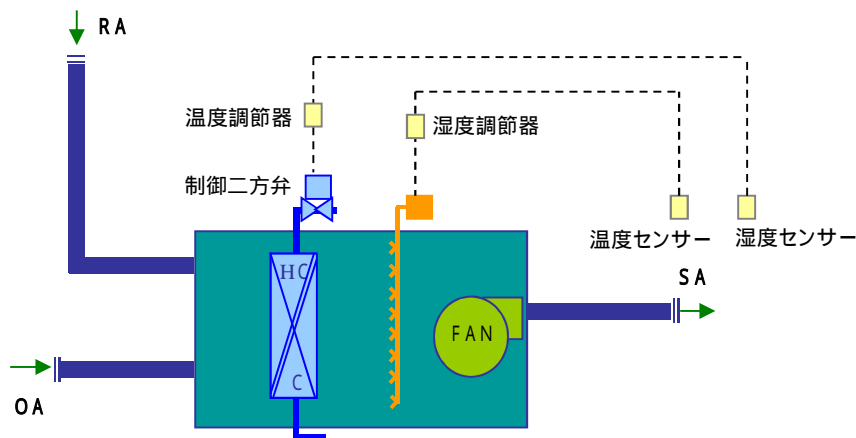 RA
温度調節器
湿度調節器
制御二方弁
温度センサー
湿度センサー
SA
HC
FAN
C
OA